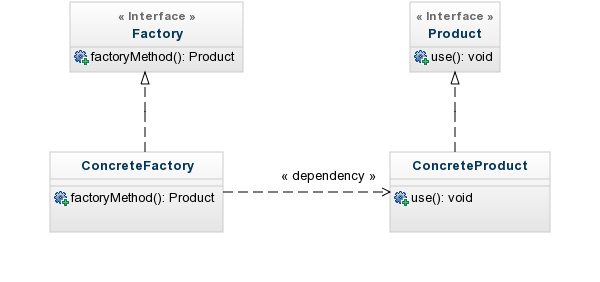 « Interface »
Factory
factoryMethod(): Product
« Interface »
Product
use(): void
ConcreteFactory
factoryMethod(): Product
« dependency »
ConcreteProduct
use(): void